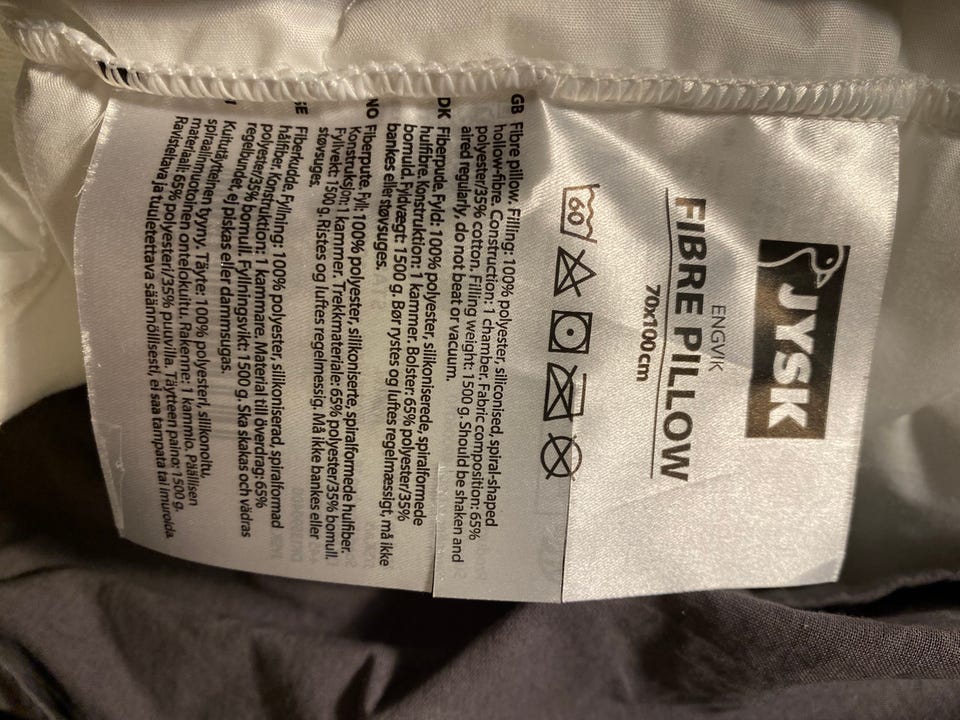 JYSK
ENGVIK
FIBRE PILLOW
70x100 cm
60
GB Fibre pillow. Filling: 100% polyester, siliconised, spiral-shaped
hollow-fibre. Construction: 1 chamber. Fabric composition: 65%
polyester/35% cotton. Filling weight: 1500 g. Should be shaken and
aired regularly, do not beat or vacuum.
DK Fiberpude. Fyld: 100% polyester, silikoniserede, spiralformede
hulfibre. Konstruktion: 1 kammer. Bolster: 65% polyester/35%
bomuld. Fyldvægt: 1500 g. Bør rystes og luftes regelmæssigt, må ikke
bankes eller støvsuges.
NO Fiberpute. Fyll: 100% polyester, silikoniserte, spiralformede hulfiber.
Konstruksjon: 1 kammer. Trekkmateriale: 65% polyester/35% bomull.
Fyllvekt: 1500 g. Ristes og luftes regelmessig. Må ikke bankes eller
støvsuges.
SE Fiberkudde. Fyllning: 100% polyester, silikoniserad, spiralformad
hålfiber. Konstruktion: 1 kammare. Material till överdrag: 65%
polyester/35% bomull. Fyllningsvikt: 1500 g. Ska skakas och vädras
regelbundet, ej piskas eller dammsugas.
Kuitutäytteinen tyyny. Täyte: 100% polyesteri, silikonoitu,
spiraalinmuotoinen ontelokuitu. Rakenne: 1 kammio. Päällisen
materiaali: 65% polyesteri/35% puuvilla. Täytteen paino: 1500 g.
Ravisteltava ja tuuletettava säännöllisesti, ei saa tampata tai imuroida.